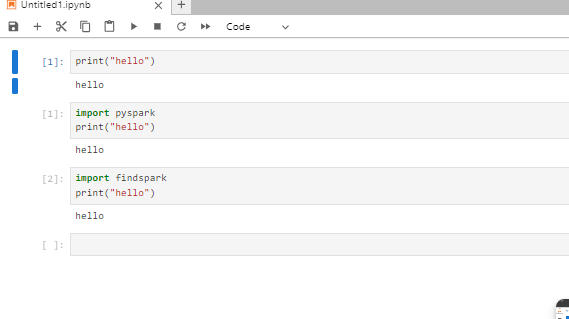 Untitled1.ipynb
Code
[1]: print("hello")
hello
[1]: import pyspark
print("hello")
hello
[2]: import findspark
print("hello")
hello
[ ]: